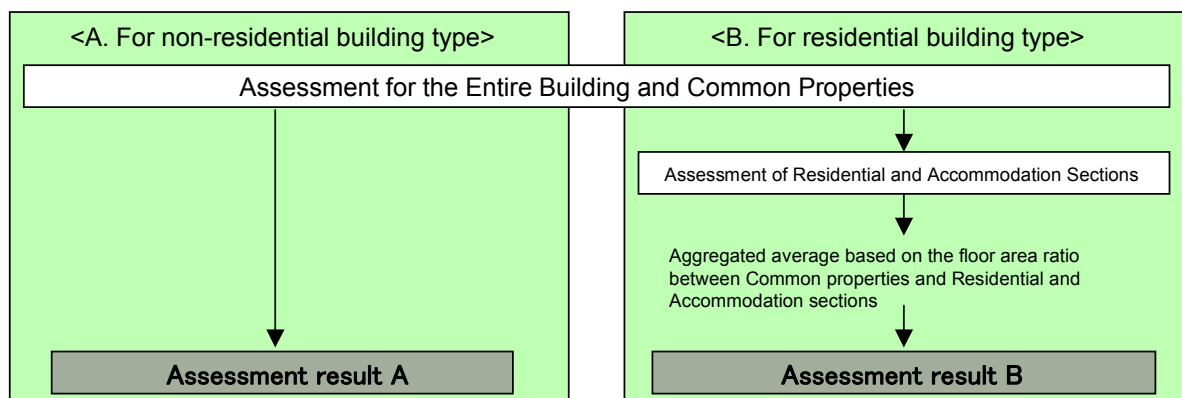 <A. For non-residential building type>
<B. For residential building type>
Assessment for the Entire Building and Common Properties
Assessment of Residential and Accommodation Sections
Aggregated average based on the floor area ratio
between Common properties and Residential and
Accommodation sections
Assessment result A
Assessment result B